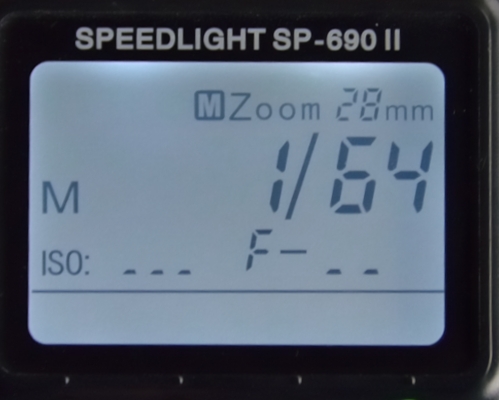 SPEEDLIGHT SP-690 II
M Zoom 28mm
M 1/64
ISO: --- F- --